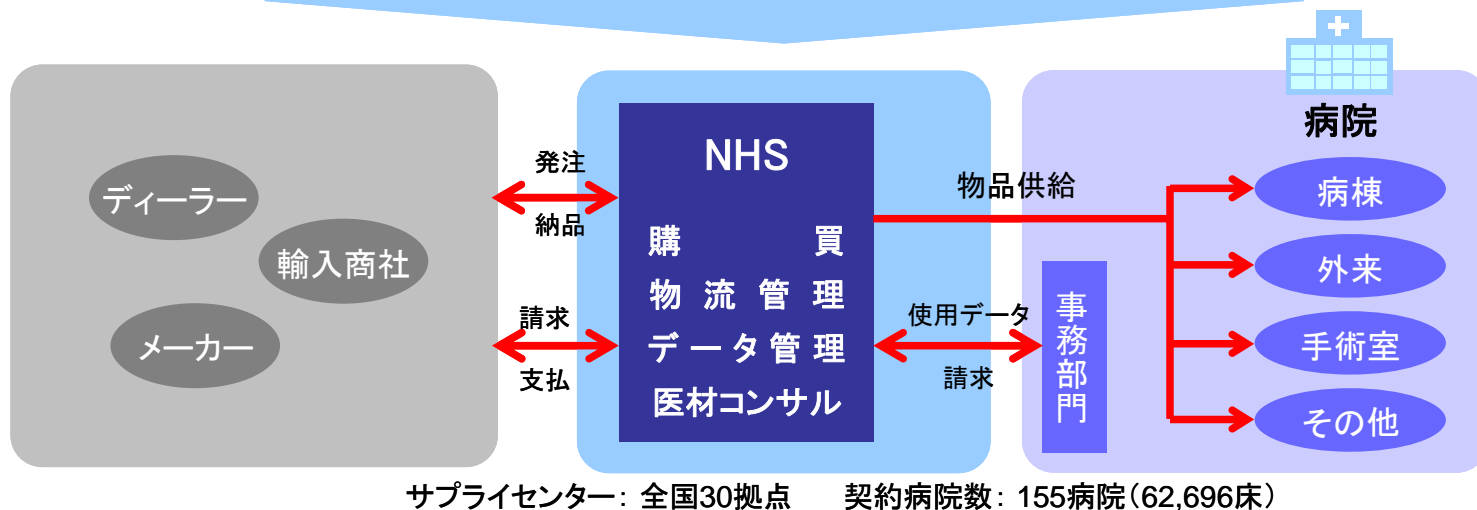 病院
ディーラー
輸入商社
メーカー
発注
納品
請求
支払
NHS
購買
物流管理
データ管理
医材コンサル
物品供給
使用データ
請求
事務部門
病棟
外来
手術室
その他
サプライセンター： 全国30拠点　契約病院数： 155病院（62,696床）